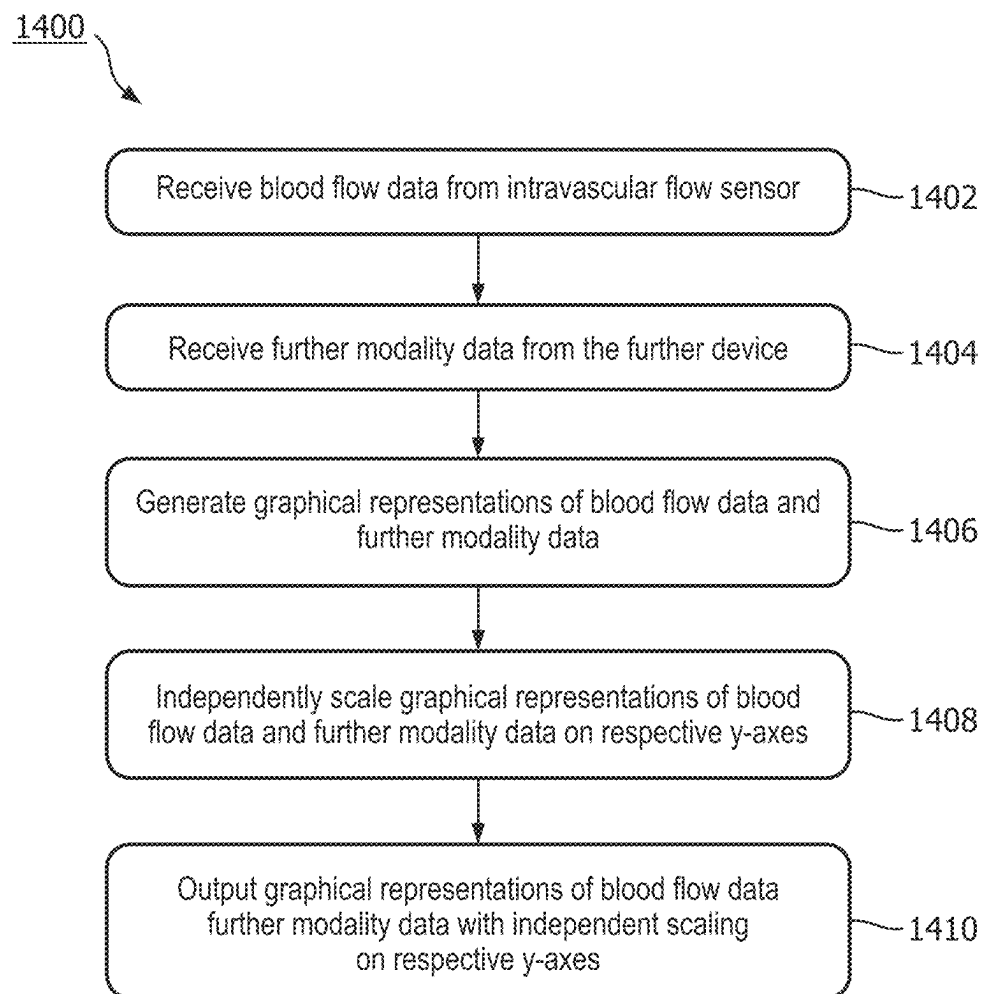 1400
Receive blood flow data from intravascular flow sensor
1402
Receive further modality data from the further device
1404
Generate graphical representations of blood flow data and
further modality data
1406
Independently scale graphical representations of blood
flow data and further modality data on respective y-axes
1408
Output graphical representations of blood flow data
further modality data with independent scaling
on respective y-axes
1410